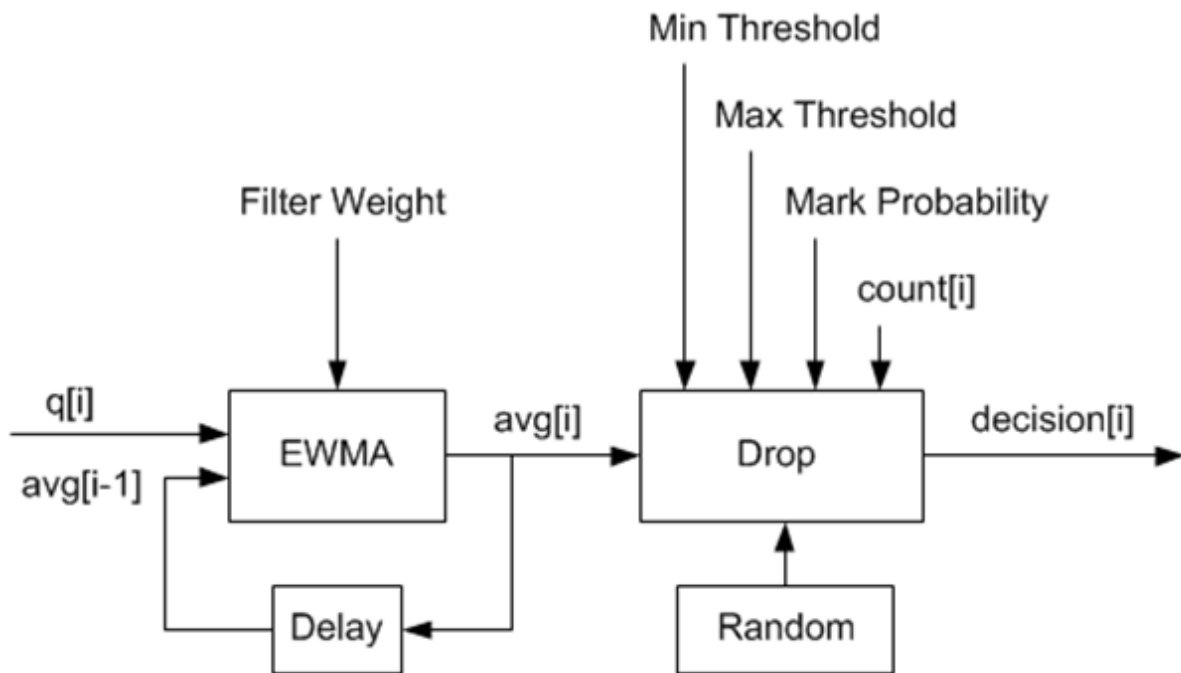 Min Threshold
Max Threshold
Filter Weight
Mark Probability
count[i]
q[i]
avg[i]
decision[i]
EWMA
Drop
avg[i-1]
Delay
Random